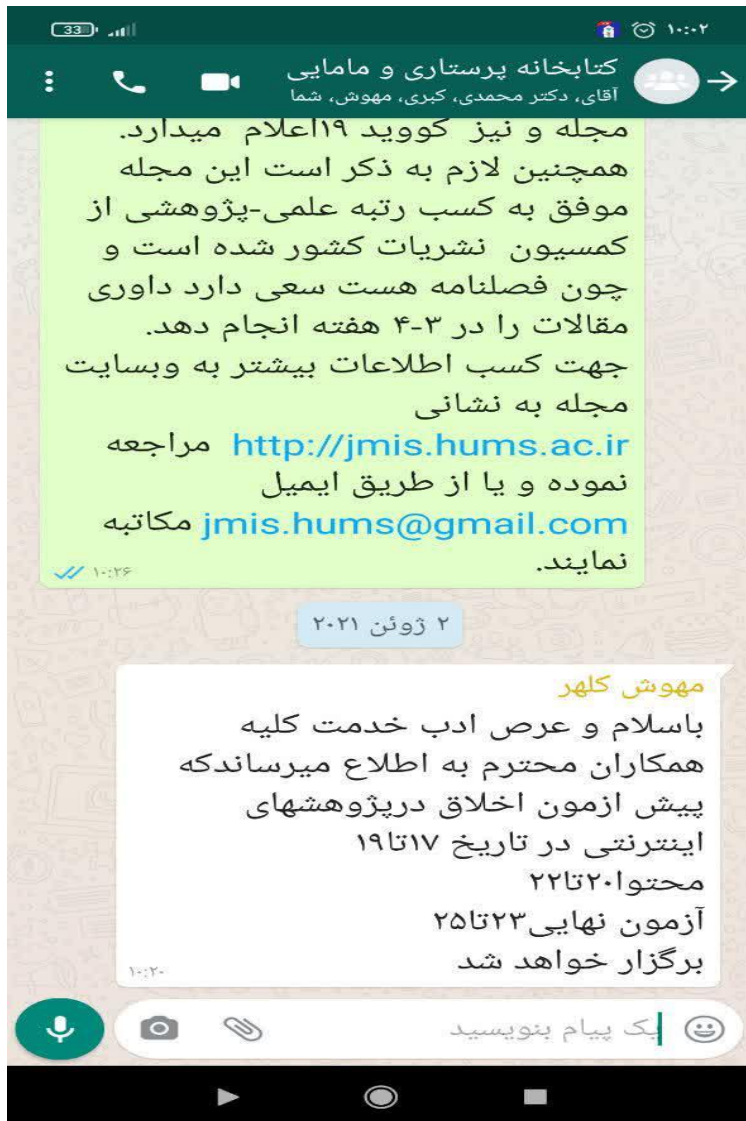 33 ۱۰:۰۲
کتابخانه پرستاری و مامایی
آقای، دکتر محمدی، کبری، مهوش، شما
مجله و نیز کووید ۱۹اعلام میدارد.
همچنین لازم به ذکر است این مجله
موفق به کسب رتبه علمی-پژوهشی از
کمسیون نشریات کشور شده است و
چون فصلنامه هست سعی دارد داوری
مقالات را در ۳-۴ هفته انجام دهد.
جهت کسب اطلاعات بیشتر به وبسایت
مجله به نشانی
http://jmis.hums.ac.ir مراجعه
نموده و یا از طریق ایمیل
jmis.hums@gmail.com مکاتبه
نمایند.
۱۰:۲۶
۲ ژوئن ۲۰۲۱
مهوش کلهر
باسلام و عرص ادب خدمت کلیه
همکاران محترم به اطلاع میرساندکه
پیش ازمون اخلاق درپژوهشهای
اینترنتی در تاریخ ۱۷تا۱۹
محتوا۲۰تا۲۲
آزمون نهایی۲۳تا۲۵
برگزار خواهد شد
۱۰:۲۰
یک پیام بنویسید